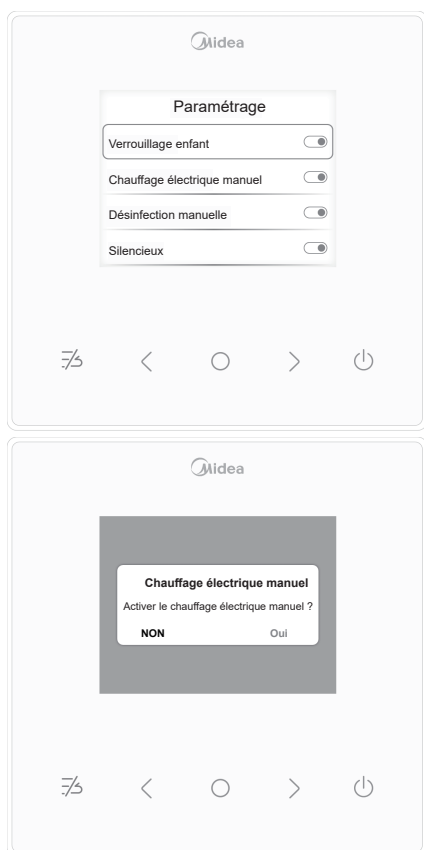 Midea
Paramétrage
Verrouillage enfant
Chauffage électrique manuel
Désinfection manuelle
Silencieux
Midea
Chauffage électrique manuel
Activer le chauffage électrique manuel ?
NON Oui